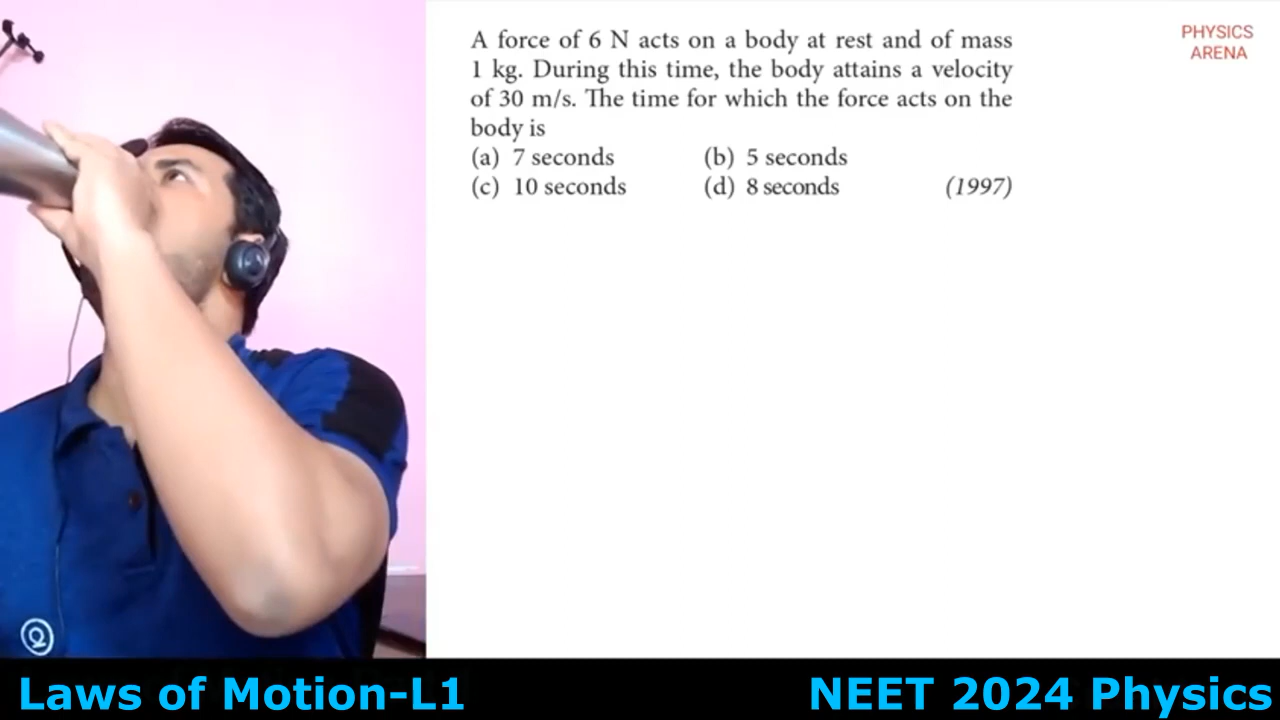 A force of 6 N acts on a body at rest and of mass
1 kg. During this time, the body attains a velocity
of 30 m/s. The time for which the force acts on the
body is
(a) 7 seconds (b) 5 seconds
(c) 10 seconds (d) 8 seconds (1997)
PHYSICS
ARENA
Laws of Motion-L1 NEET 2024 Physics